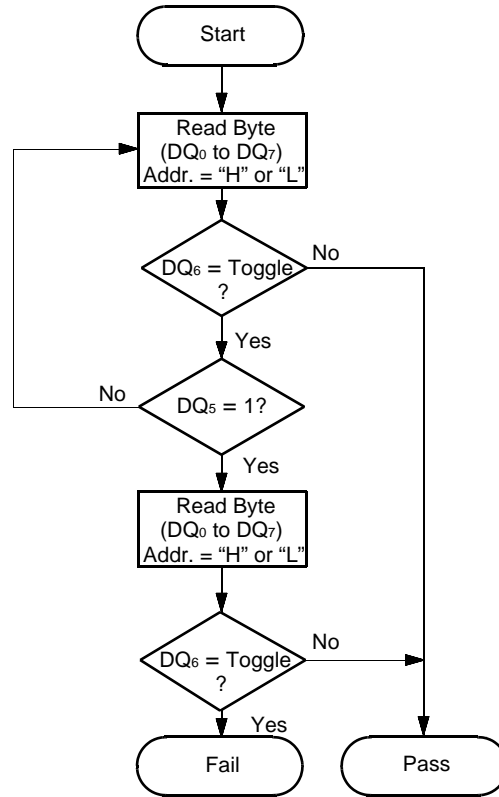 Start
Read Byte
(DQ0 to DQ7)
Addr. = “H” or “L”
DQ6 = Toggle
?
No
Yes
No
DQ5 = 1?
Yes
Read Byte
(DQ0 to DQ7)
Addr. = “H” or “L”
DQ6 = Toggle
?
No
Yes
Fail
Pass